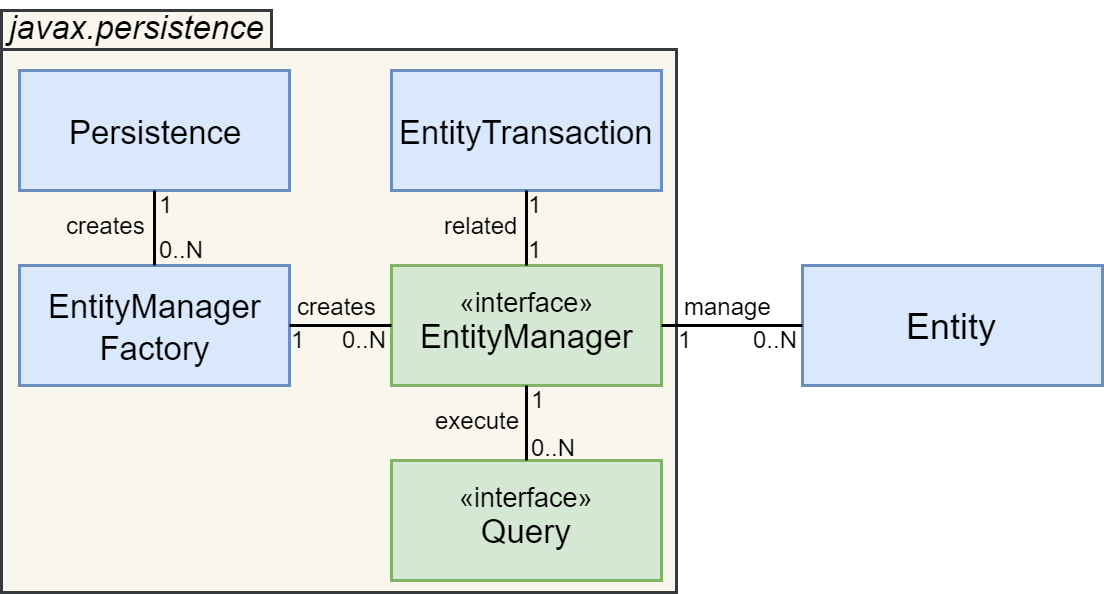 javax.persistence
Persistence
EntityTransaction
1
creates
0..N
1
related
1
EntityManager
Factory
creates
1
0..N
«interface»
EntityManager
manage
1
0..N
Entity
1
execute
0..N
«interface»
Query